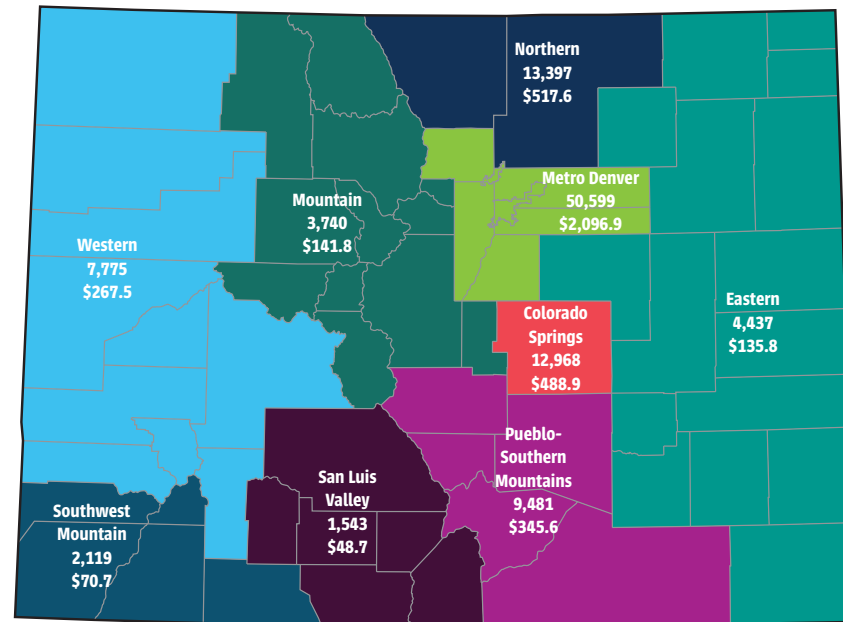 Northern
13,397
$517.6
Metro Denver
50,599
$2,096.9
Mountain
3,740
$141.8
Western
7,775
$267.5
Eastern
4,437
$135.8
Colorado
Springs
12,968
$488.9
Pueblo-
Southern
Mountains
9,481
$345.6
San Luis
Valley
1,543
$48.7
Southwest
Mountain
2,119
$70.7